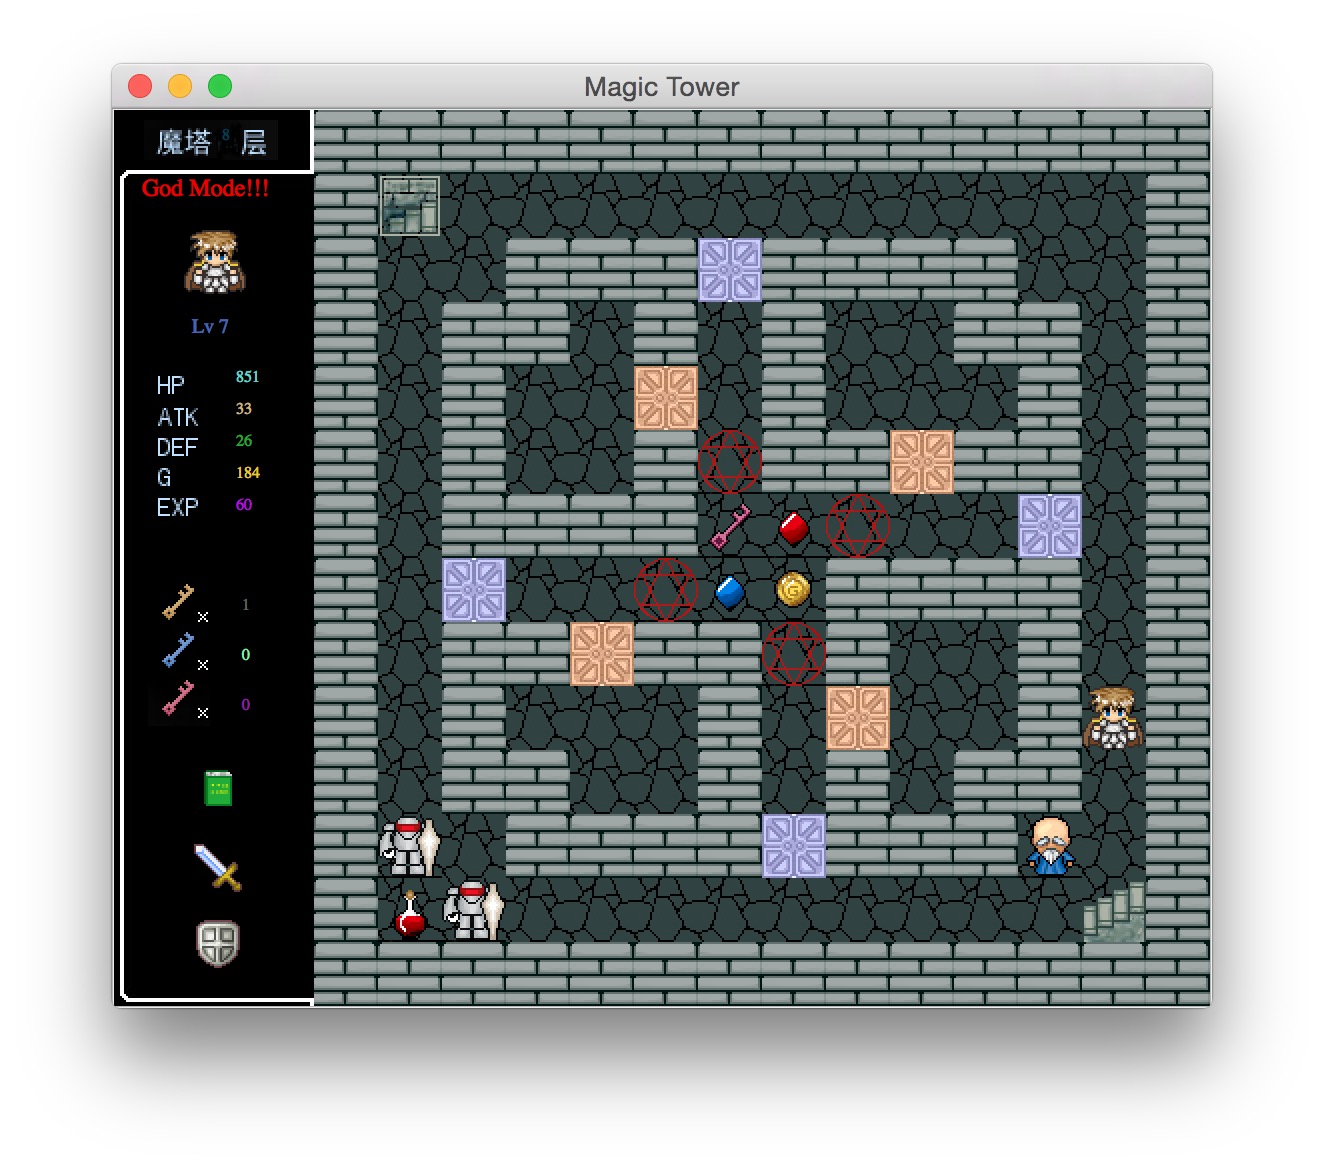 Magic Tower
魔塔 8 层
God Mode!!!
Lv 7
HP 851
ATK 33
DEF 26
G 184
EXP 60
x 1
x 0
x 0